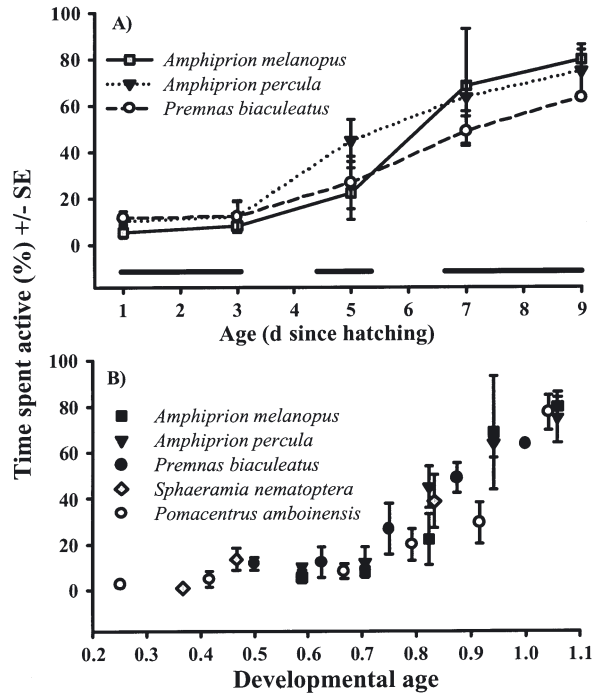 A)
100
80
60
40
20
0
Amphiprion melanopus
Amphiprion percula
Premnas biaculeatus
1 2 3 4 5 6 7 8 9
Age (d since hatching)
Time spent active (%) +/- SE
B)
100
80
60
40
20
0
Amphiprion melanopus
Amphiprion percula
Premnas biaculeatus
Sphaeramia nematoptera
Pomacentrus amboinensis
0.2 0.3 0.4 0.5 0.6 0.7 0.8 0.9 1.0 1.1
Developmental age